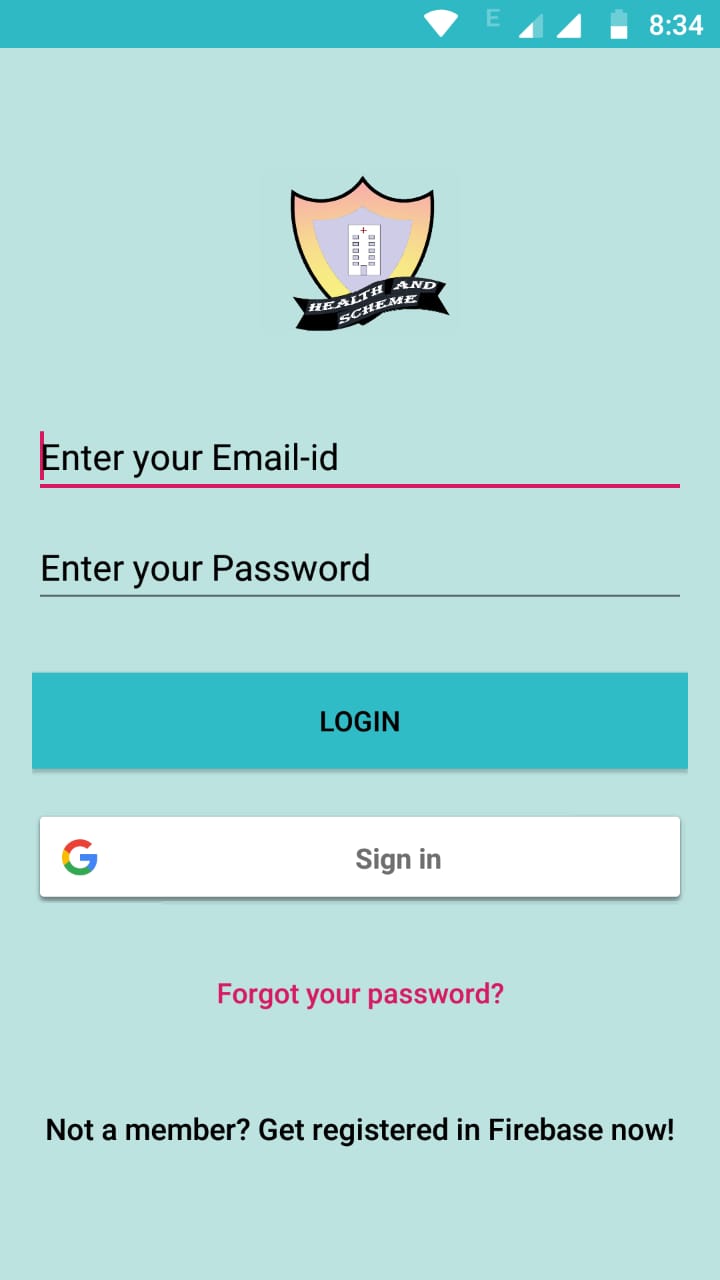 E 8:34
HEALTH AND
SCHEME
Enter your Email-id
Enter your Password
LOGIN
G Sign in
Forgot your password?
Not a member? Get registered in Firebase now!